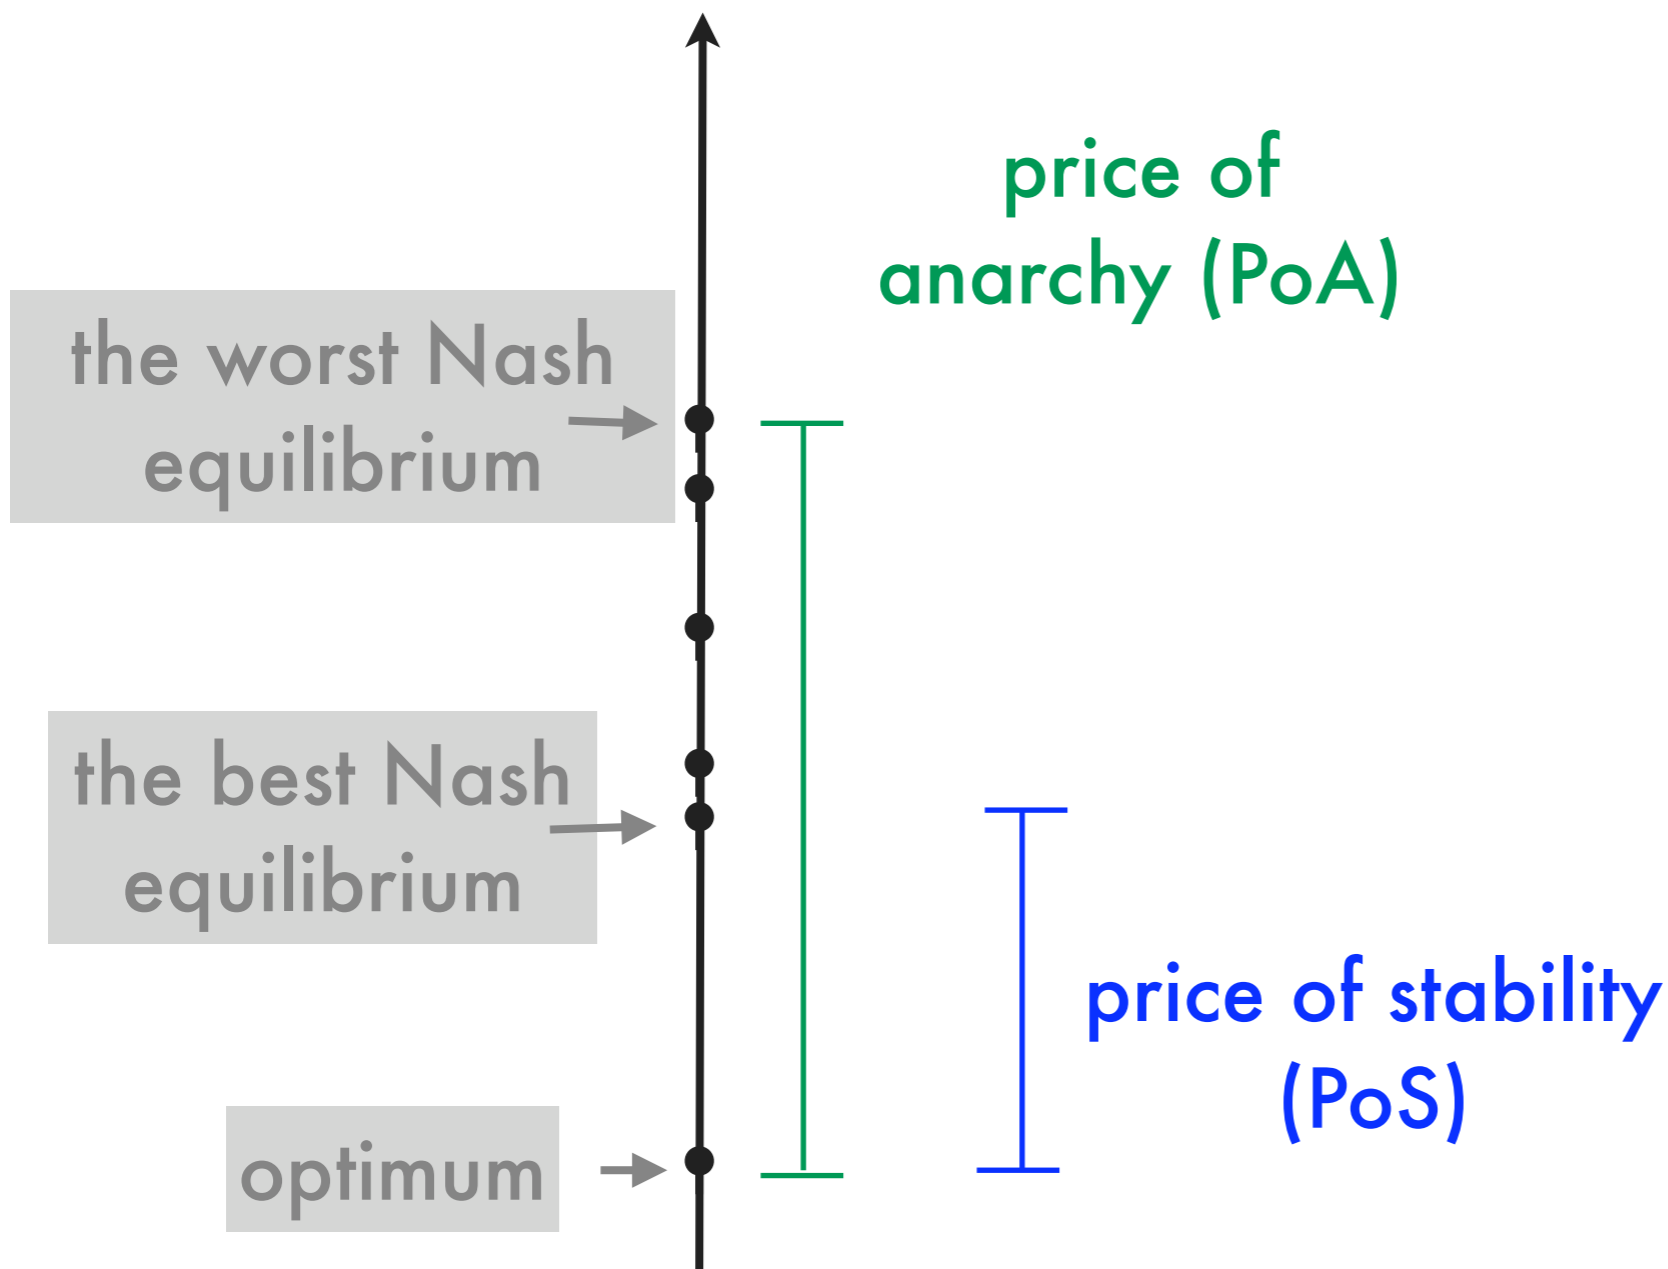 price of
anarchy (PoA)
the worst Nash
equilibrium
the best Nash
equilibrium
price of stability
(PoS)
optimum